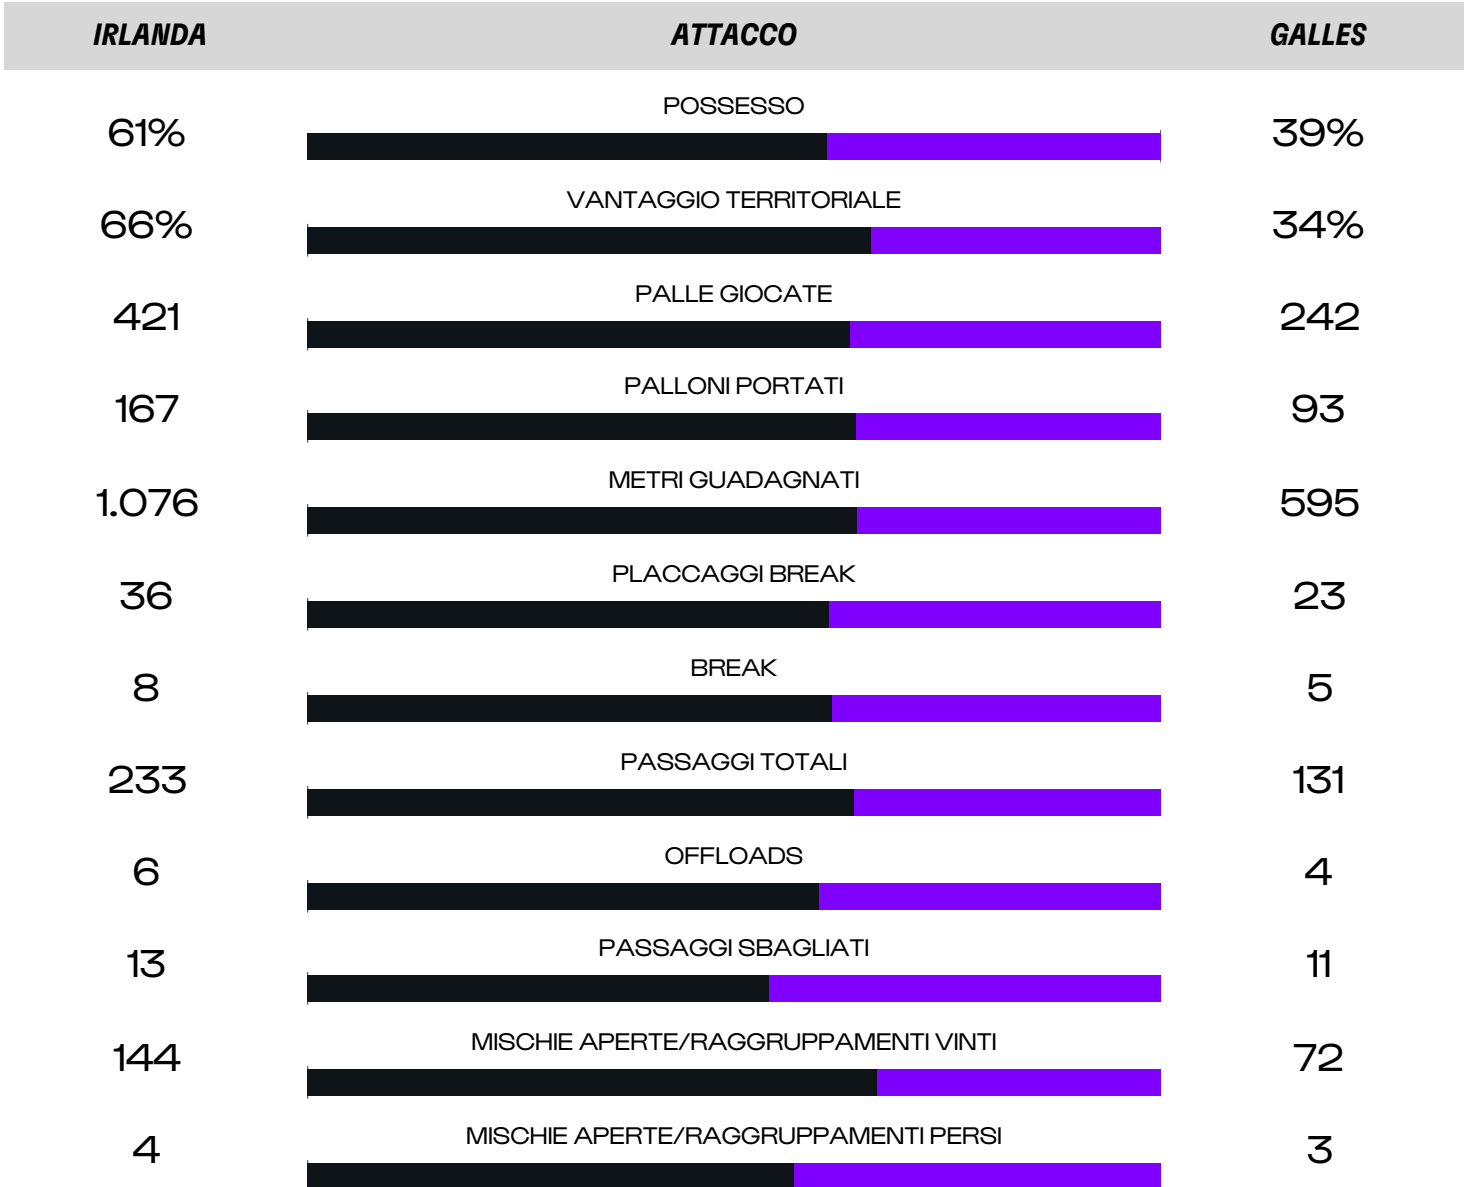 IRLANDA ATTACCO GALLES
POSSESSO
61% 39%
VANTAGGIO TERRITORIALE
66% 34%
PALLE GIOCATE
421 242
PALLONI PORTATI
167 93
METRI GUADAGNATI
1.076 595
PLACCAGGI BREAK
36 23
BREAK
8 5
PASSAGGI TOTALI
233 131
OFFLOADS
6 4
PASSAGGI SBAGLIATI
13 11
MISCHIE APERTE/RAGGRUPPAMENTI VINTI
144 72
MISCHIE APERTE/RAGGRUPPAMENTI PERSI
4 3